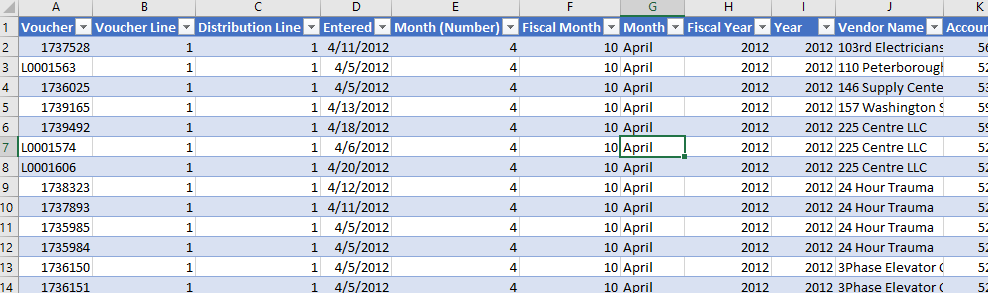 A B C D E F G H I J K
1 Voucher Voucher Line Distribution Line Entered Month (Number) Fiscal Month Month Fiscal Year Year Vendor Name Accour
2 1737528 1 1 4/11/2012 4 10 April 2012 2012 103rd Electricians 56
3 L0001563 1 1 4/5/2012 4 10 April 2012 2012 110 Peterborough 52
4 1736025 1 1 4/5/2012 4 10 April 2012 2012 146 Supply Cente 53
5 1739165 1 1 4/13/2012 4 10 April 2012 2012 157 Washington S 59
6 1739492 1 1 4/18/2012 4 10 April 2012 2012 225 Centre LLC 59
7 L0001574 1 1 4/6/2012 4 10 April 2012 2012 225 Centre LLC 52
8 L0001606 1 1 4/20/2012 4 10 April 2012 2012 225 Centre LLC 52
9 1738323 1 1 4/12/2012 4 10 April 2012 2012 24 Hour Trauma 52
10 1737893 1 1 4/11/2012 4 10 April 2012 2012 24 Hour Trauma 52
11 1735985 1 1 4/5/2012 4 10 April 2012 2012 24 Hour Trauma 52
12 1735984 1 1 4/5/2012 4 10 April 2012 2012 24 Hour Trauma 52
13 1736150 1 1 4/5/2012 4 10 April 2012 2012 3Phase Elevator C 52
14 1736151 1 1 4/5/2012 4 10 April 2012 2012 3Phase Elevator C 52